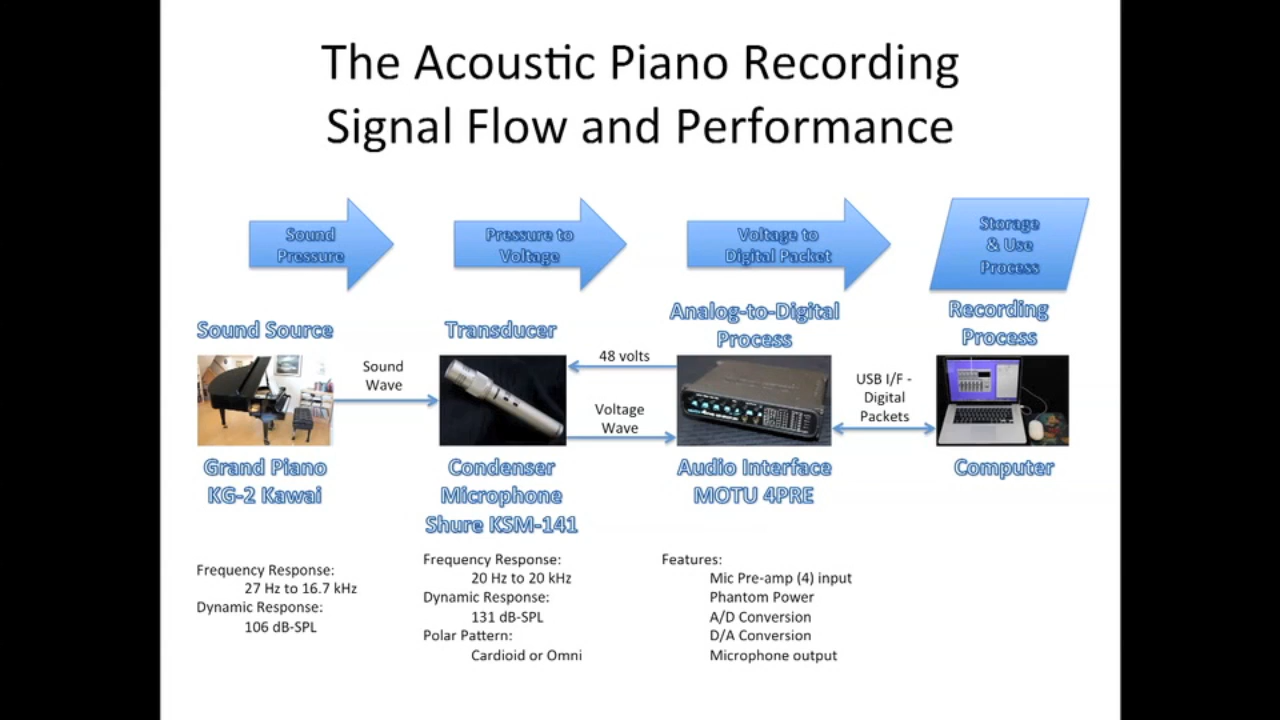 The Acoustic Piano Recording
Signal Flow and Performance
Sound
Pressure
Pressure to
Voltage
Voltage to
Digital Packet
Storage
& Use
Process
Sound Source
Transducer
Analog-to-Digital
Process
Recording
Process
Sound
Wave
48 volts
Voltage
Wave
USB I/F -
Digital
Packets
Grand Piano
KG-2 Kawai
Condenser
Microphone
Shure KSM-141
Audio Interface
MOTU 4PRE
Computer
Frequency Response:
27 Hz to 16.7 kHz
Dynamic Response:
106 dB-SPL
Frequency Response:
20 Hz to 20 kHz
Dynamic Response:
131 dB-SPL
Polar Pattern:
Cardioid or Omni
Features:
Mic Pre-amp (4) input
Phantom Power
A/D Conversion
D/A Conversion
Microphone output